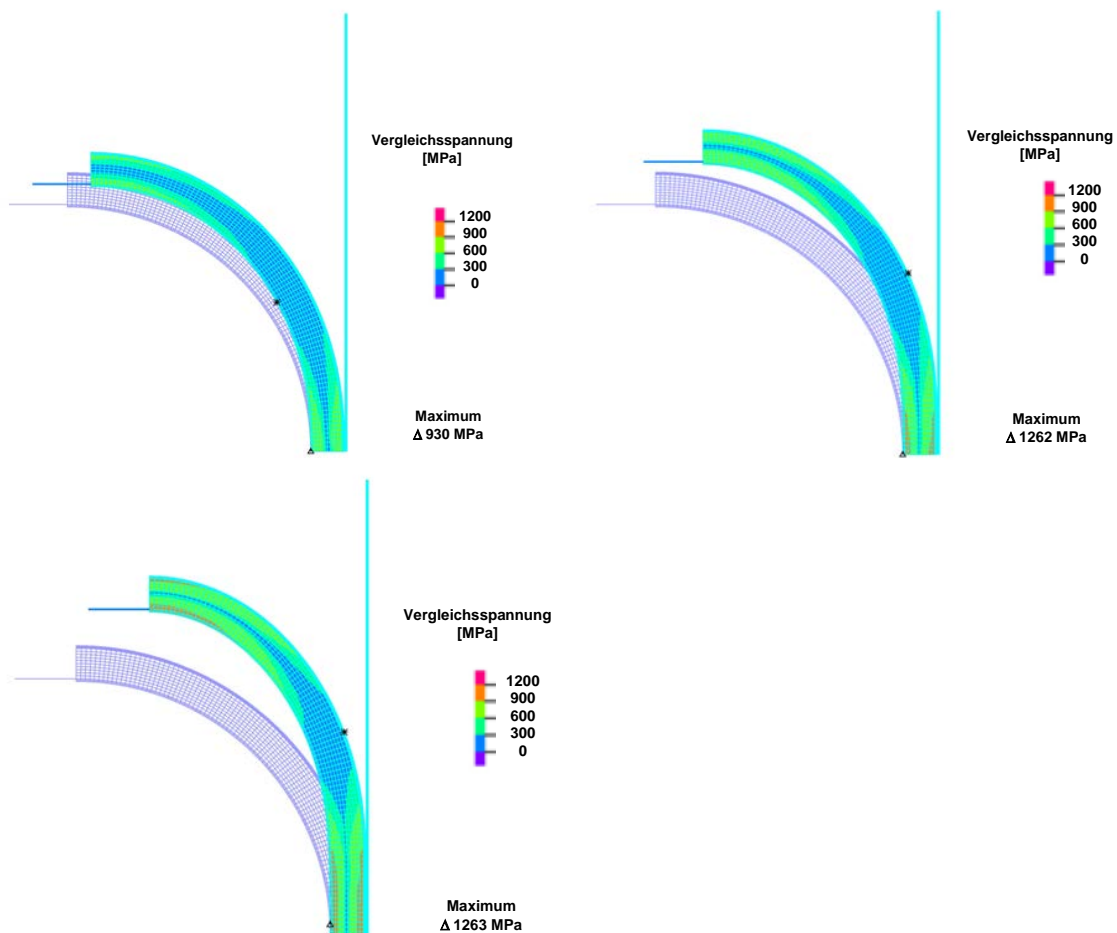 Vergleichsspannung
[MPa]
1200
900
600
300
0
Maximum
Δ 930 MPa
Vergleichsspannung
[MPa]
1200
900
600
300
0
Maximum
Δ 1262 MPa
Vergleichsspannung
[MPa]
1200
900
600
300
0
Maximum
Δ 1263 MPa